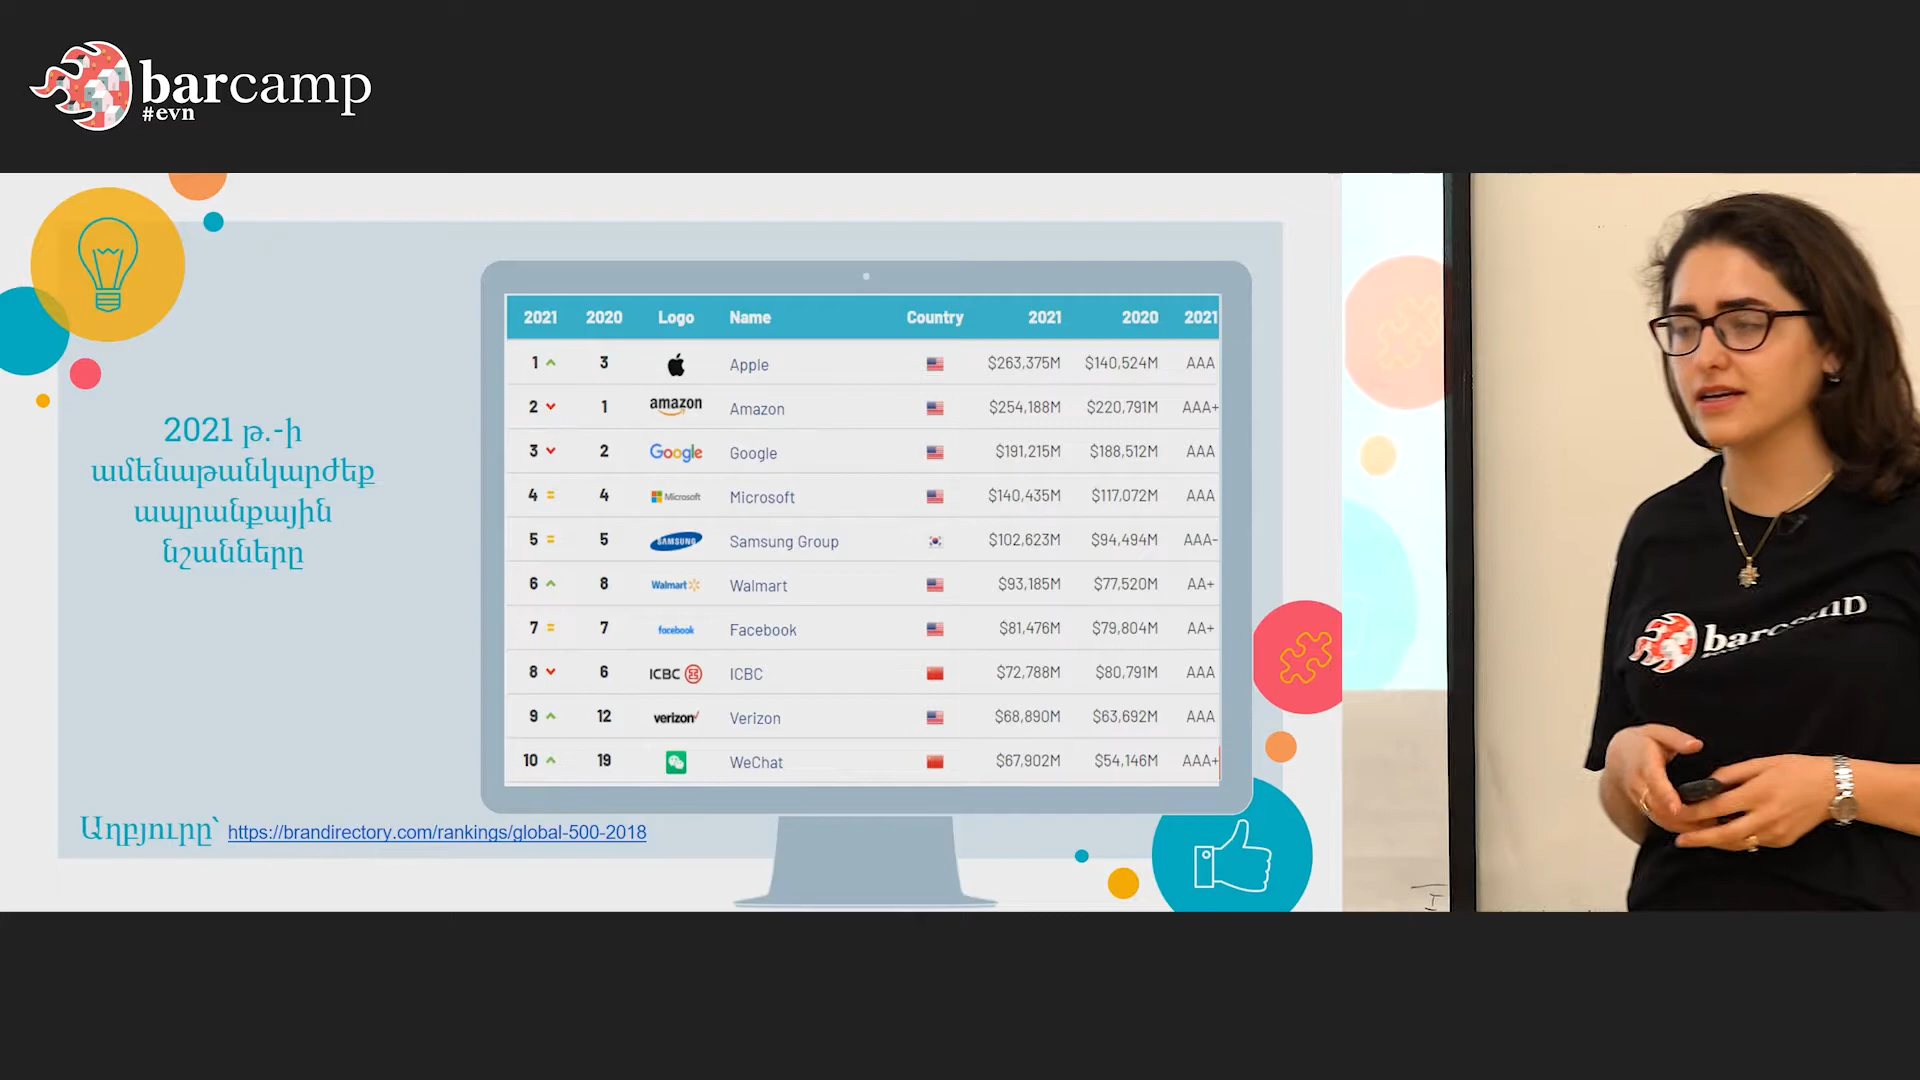 barcamp
#evn
2021 թ.-ի
ամենաթանկարժեք
ապրանքային
նշանները
2021 2020 Logo Name Country 2021 2020 2021
1 3 Apple $263,375M $140,524M AAA
2 1 amazon Amazon $254,188M $220,791M AAA+
3 2 Google Google $191,215M $188,512M AAA
4 = 4 Microsoft Microsoft $140,435M $117,072M AAA
5 = 5 SAMSUNG Samsung Group $102,623M $94,494M AAA-
6 8 Walmart Walmart $93,185M $77,520M AA+
7 = 7 facebook Facebook $81,476M $79,804M AA+
8 6 ICBC ICBC $72,788M $80,791M AAA
9 12 verizon Verizon $68,890M $63,692M AAA
10 19 WeChat $67,902M $54,146M AAA+
Աղբյուրը՝ https://brandirectory.com/rankings/global-500-2018
barcamp